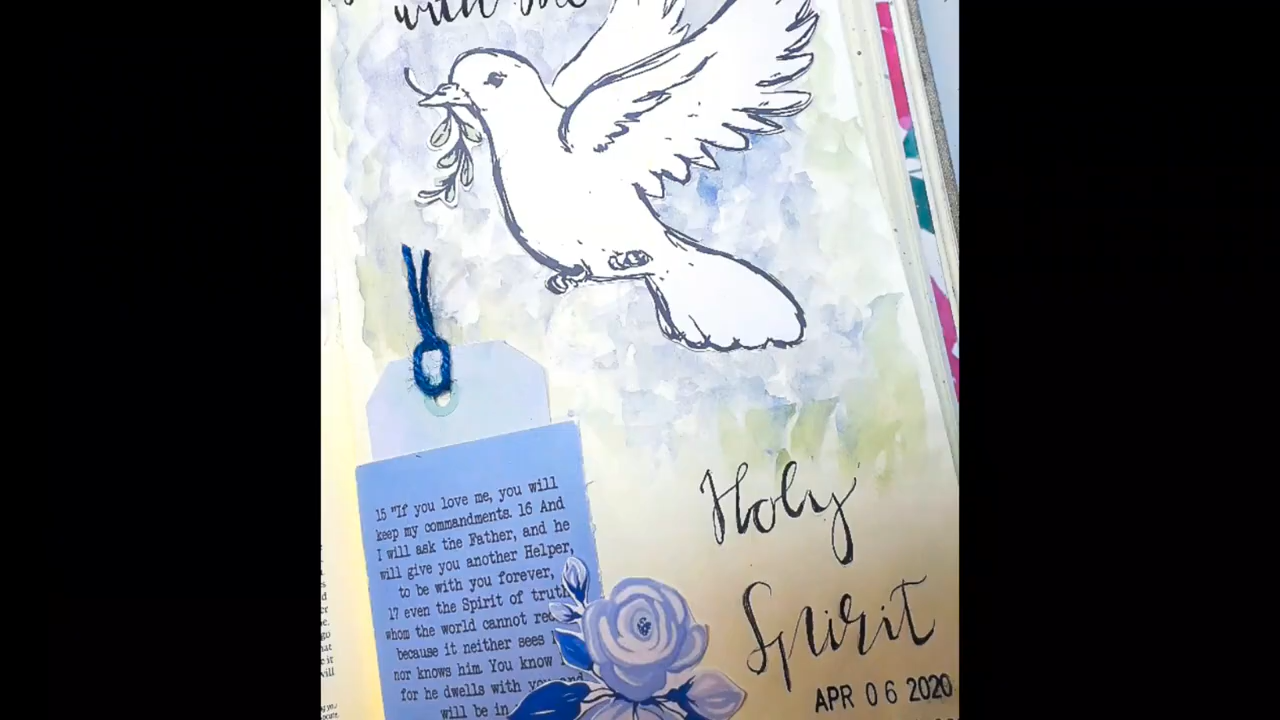 with me
15 "If you love me, you will
keep my commandments. 16 And
I will ask the Father, and he
will give you another Helper,
to be with you forever,
17 even the Spirit of truth
whom the world cannot
because it neither sees
nor knows him. You know
for he dwells with you and
will be in
Holy
Spirit
APR 06 2020